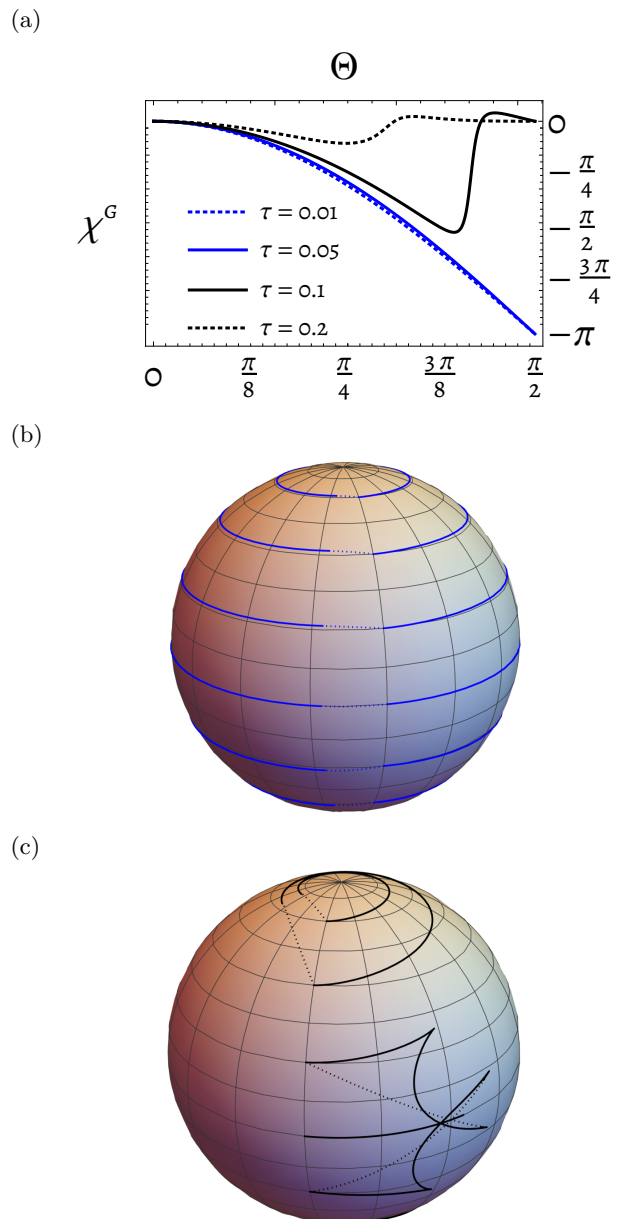 (a)
Θ
0
− π/4
χ^G
− π/2
− 3π/4
−π
τ = 0.01
τ = 0.05
τ = 0.1
τ = 0.2
0 π/8 π/4 3π/8 π/2
(b)
(c)